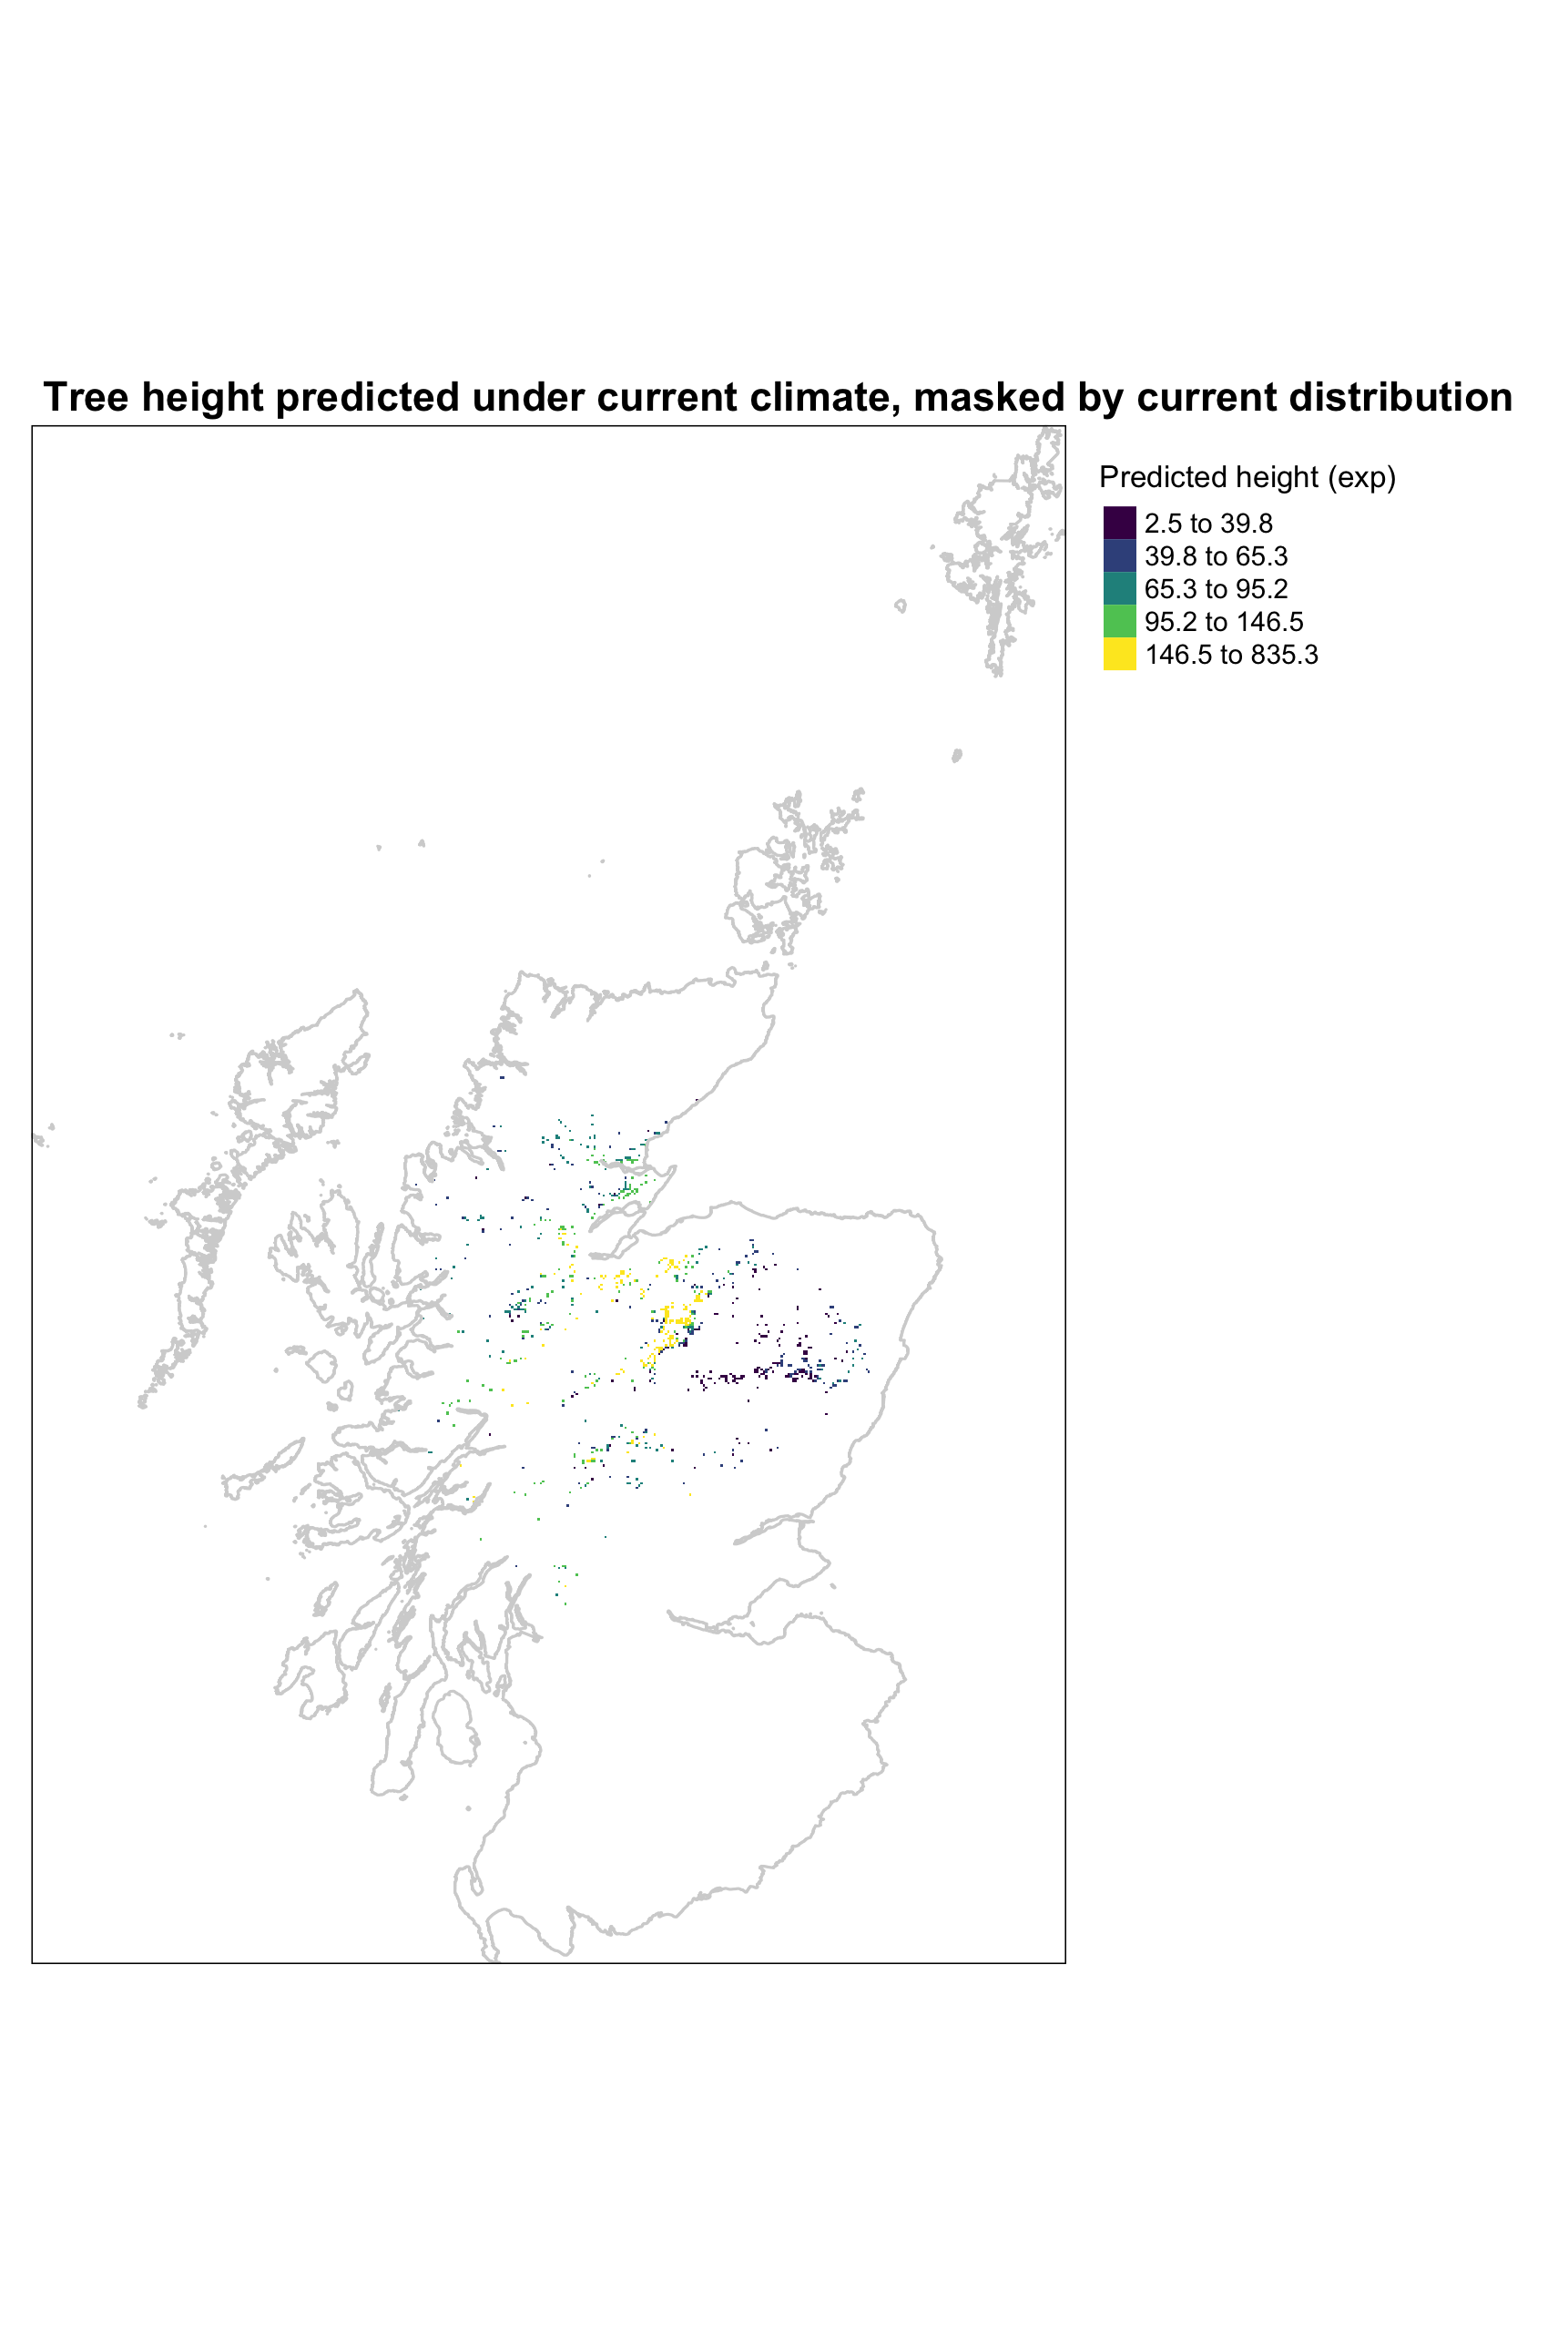 Tree height predicted under current climate, masked by current distribution
Predicted height (exp)
2.5 to 39.8
39.8 to 65.3
65.3 to 95.2
95.2 to 146.5
146.5 to 835.3